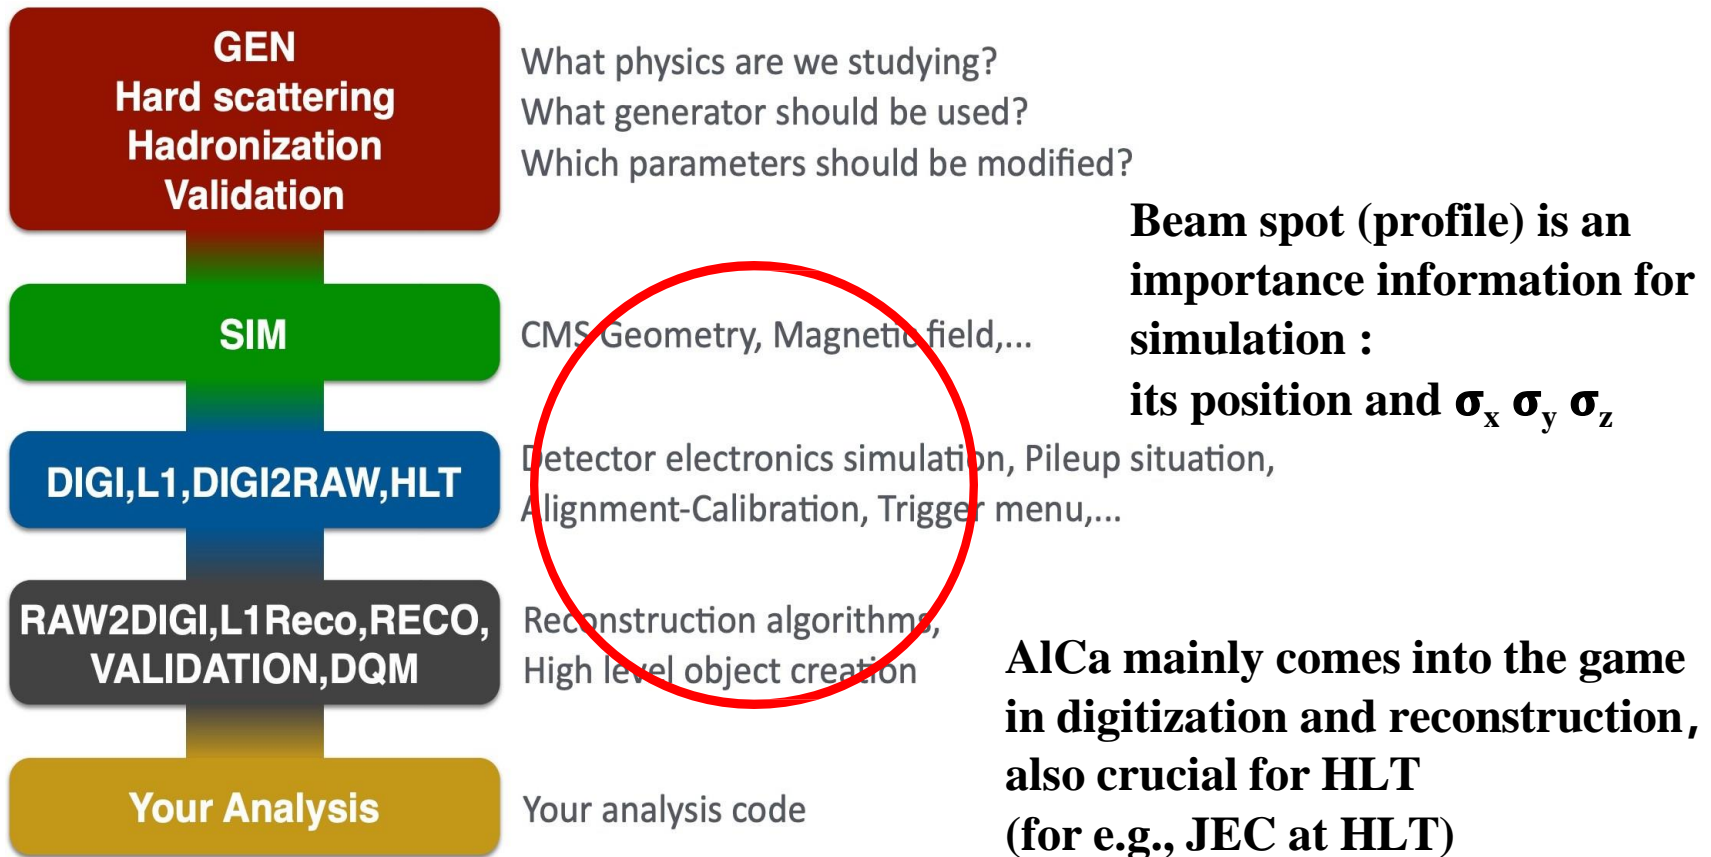 GEN
Hard scattering
Hadronization
Validation
What physics are we studying?
What generator should be used?
Which parameters should be modified?
Beam spot (profile) is an
importance information for
simulation :
its position and σx σy σz
SIM
CMS Geometry, Magnetic field,...
DIGI,L1,DIGI2RAW,HLT
Detector electronics simulation, Pileup situation,
Alignment-Calibration, Trigger menu,...
RAW2DIGI,L1Reco,RECO,
VALIDATION,DQM
Reconstruction algorithms,
High level object creation
AlCa mainly comes into the game
in digitization and reconstruction,
also crucial for HLT
(for e.g., JEC at HLT)
Your Analysis
Your analysis code